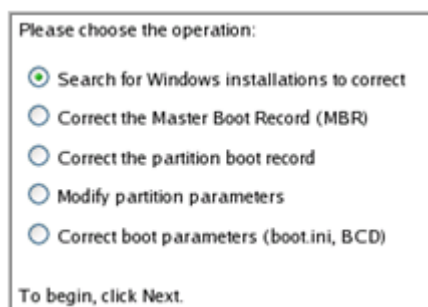 Please choose the operation:
Search for Windows installations to correct
Correct the Master Boot Record (MBR)
Correct the partition boot record
Modify partition parameters
Correct boot parameters (boot.ini, BCD)
To begin, click Next.